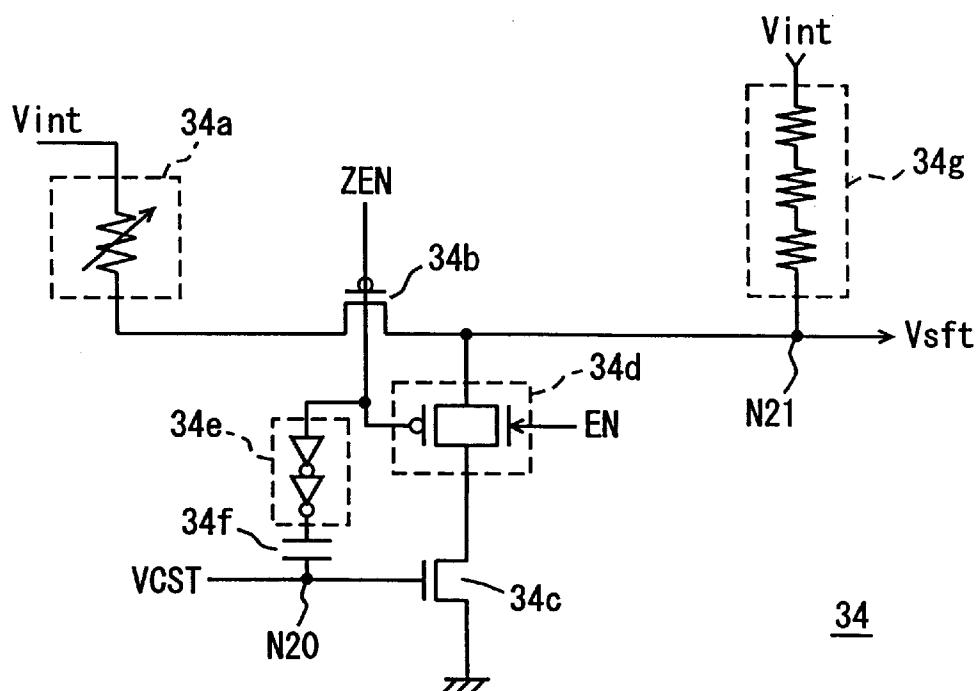 Vint
Vint
34a
34g
ZEN
34b
Vsft
34d
N21
34e
EN
34f
VCST
34c
N20
34